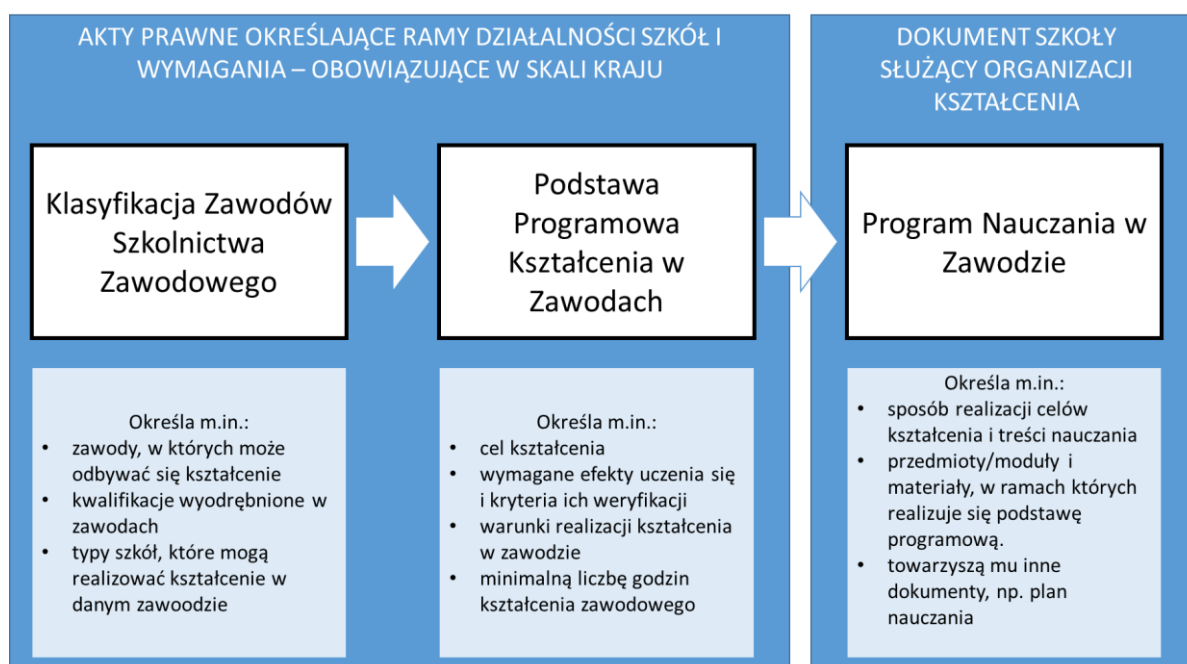 AKTY PRAWNE OKREŚLAJĄCE RAMY DZIAŁALNOŚCI SZKÓŁ I
WYMAGANIA – OBOWIĄZUJĄCE W SKALI KRAJU
DOKUMENT SZKOŁY
SŁUŻĄCY ORGANIZACJI
KSZTAŁCENIA
Klasyfikacja Zawodów
Szkolnictwa
Zawodowego
Podstawa
Programowa
Kształcenia w
Zawodach
Program Nauczania w
Zawodzie
Określa m.in.:
• zawody, w których może
odbywać się kształcenie
• kwalifikacje wyodrębnione w
zawodach
• typy szkół, które mogą
realizować kształcenie w
danym zawoodzie
Określa m.in.:
• cel kształcenia
• wymagane efekty uczenia się
i kryteria ich weryfikacji
• warunki realizacji kształcenia
w zawodzie
• minimalną liczbę godzin
kształcenia zawodowego
Określa m.in.:
• sposób realizacji celów
kształcenia i treści nauczania
• przedmioty/moduły i
materiały, w ramach których
realizuje się podstawę
programową.
• towarzyszą mu inne
dokumenty, np. plan
nauczania